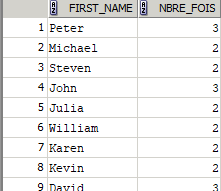 FIRST_NAME NBRE_FOIS
1 Peter 3
2 Michael 2
3 Steven 2
4 John 3
5 Julia 2
6 William 2
7 Karen 2
8 Kevin 2
9 David 3